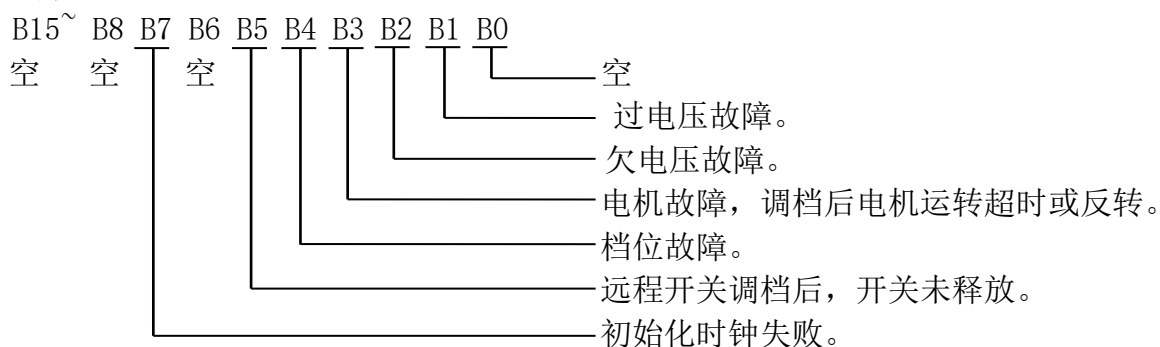 B15~ B8 B7 B6 B5 B4 B3 B2 B1 B0
空 空 空 空
过电压故障。
欠电压故障。
电机故障，调档后电机运转超时或反转。
档位故障。
远程开关调档后，开关未释放。
初始化时钟失败。